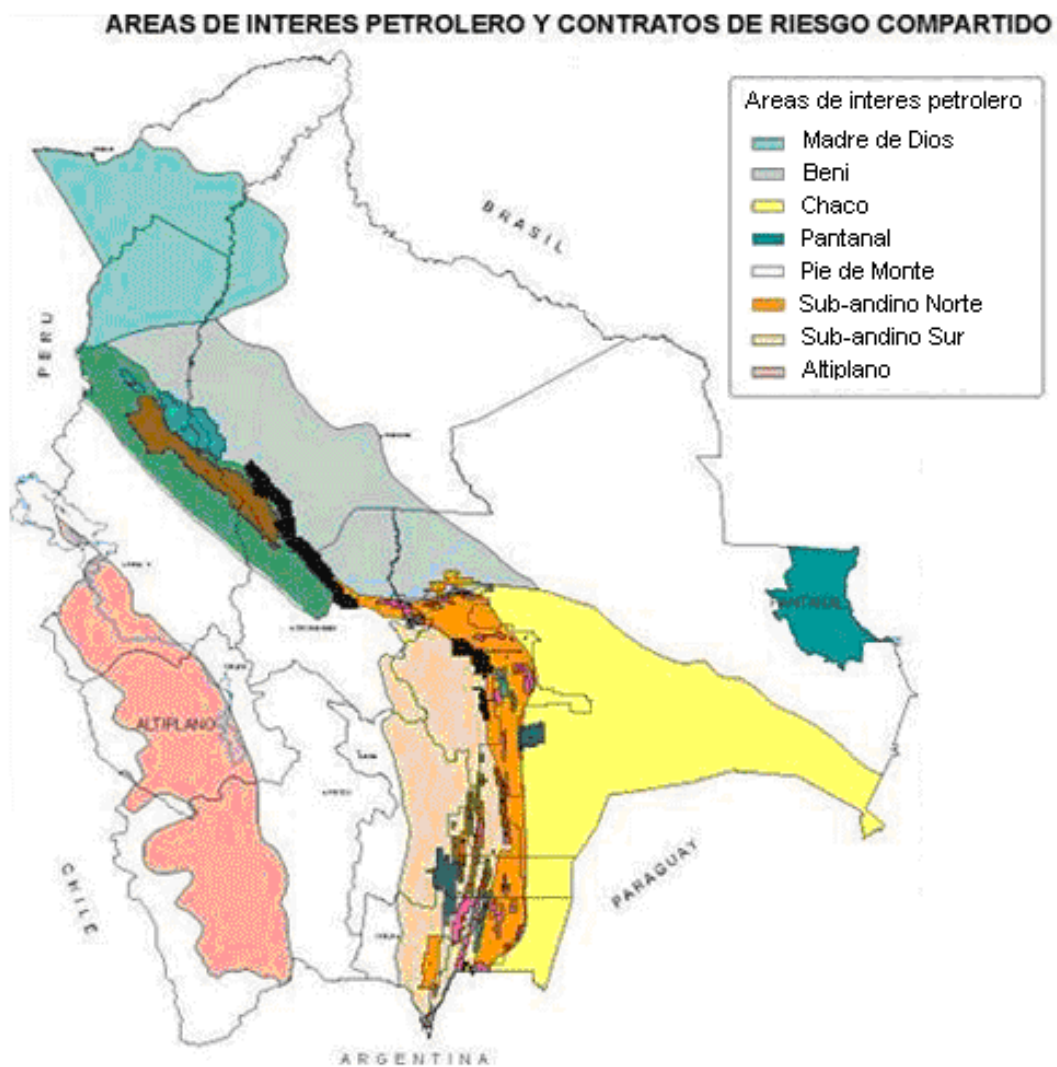 AREAS DE INTERES PETROLERO Y CONTRATOS DE RIESGO COMPARTIDO
Areas de interes petrolero
Madre de Dios
Beni
Chaco
Pantanal
Pie de Monte
Sub-andino Norte
Sub-andino Sur
Altiplano
BRASIL
PERU
PANTANAL
ALTIPLANO
CHILE
PARAGUAY
ARGENTINA